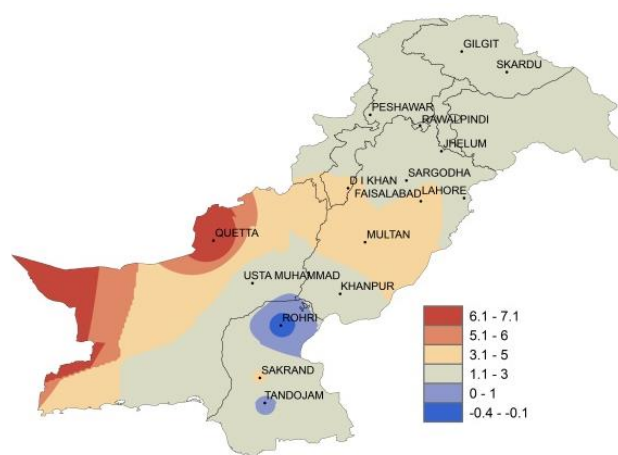 GILGIT
SKARDU
PESHAWAR
RAWALPINDI
JHELUM
SARGODHA
D I KHAN
FAISALABAD
LAHORE
QUETTA
MULTAN
USTA MUHAMMAD
KHANPUR
ROHRI
SAKRAND
TANDOJAM
6.1 - 7.1
5.1 - 6
3.1 - 5
1.1 - 3
0 - 1
-0.4 - -0.1